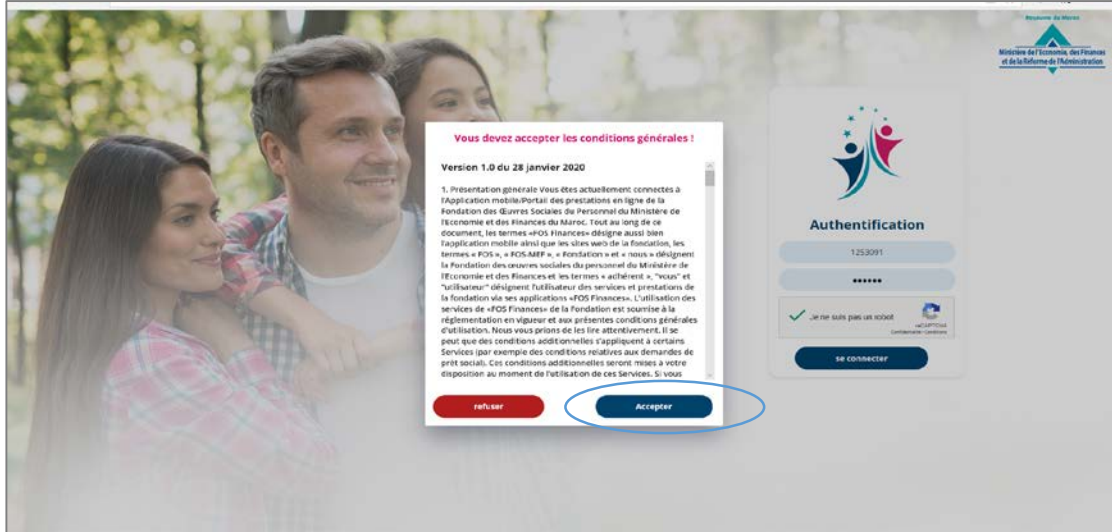 Royaume du Maroc
Ministère de l'Economie, des Finances
et de la Réforme de l'Administration
Vous devez accepter les conditions générales !
Version 1.0 du 28 janvier 2020
1. Présentation générale Vous êtes actuellement connectés à
l'Application mobile/Portail des prestations en ligne de la
Fondation des Œuvres Sociales du Personnel du Ministère de
l'Economie et des Finances du Maroc. Tout au long de ce
document, les termes «FOS Finances» désigne aussi bien
l'application mobile ainsi que les sites web de la fondation, les
termes « FOS », « FOS-MEF », « Fondation » et « nous » désignent
la Fondation des œuvres sociales du personnel du Ministère de
l'Economie et des Finances et les termes « adhérent », "vous" et
"utilisateur" désignent l'utilisateur des services et prestations de
la fondation via ses applications «FOS Finances». L'utilisation des
services de «FOS Finances» de la Fondation est soumise à la
réglementation en vigueur et aux présentes conditions générales
d'utilisation. Nous vous prions de les lire attentivement. Il se
peut que des conditions additionnelles s'appliquent à certains
Services (par exemple des conditions relatives aux demandes de
prêt social). Ces conditions additionnelles seront mises à votre
disposition au moment de l'utilisation de ces Services. Si vous
refuser
Accepter
Authentification
1253091
••••••
Je ne suis pas un robot
reCAPTCHA
Confidentialité - Conditions
se connecter